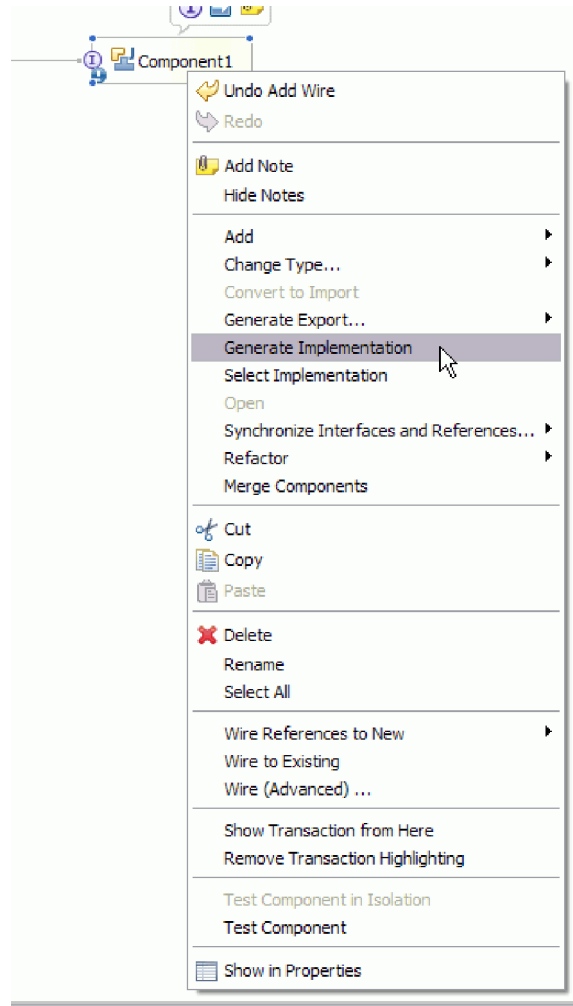 Component1
Undo Add Wire
Redo
Add Note
Hide Notes
Add
Change Type...
Convert to Import
Generate Export...
Generate Implementation
Select Implementation
Open
Synchronize Interfaces and References...
Refactor
Merge Components
Cut
Copy
Paste
Delete
Rename
Select All
Wire References to New
Wire to Existing
Wire (Advanced) ...
Show Transaction from Here
Remove Transaction Highlighting
Test Component in Isolation
Test Component
Show in Properties